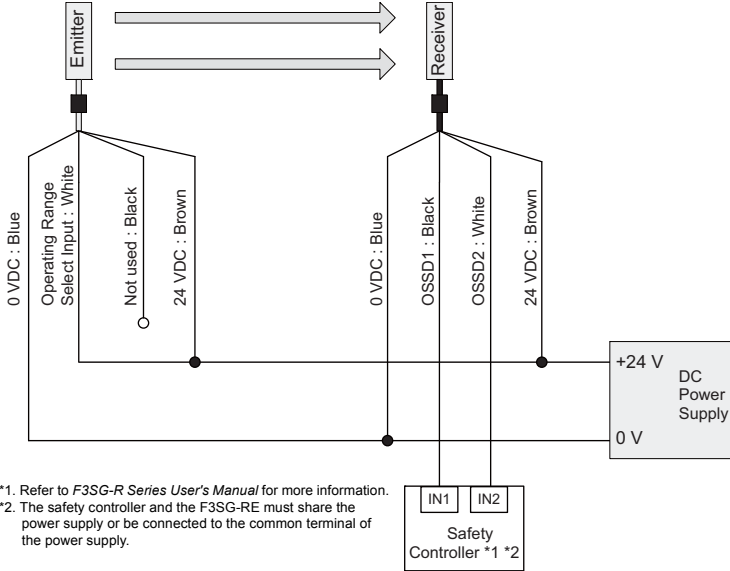 Emitter
Receiver
0 VDC : Blue
Operating Range
Select Input : White
Not used : Black
24 VDC : Brown
0 VDC : Blue
OSSD1 : Black
OSSD2 : White
24 VDC : Brown
+24 V
DC
Power
Supply
0 V
*1. Refer to F3SG-R Series User's Manual for more information.
*2. The safety controller and the F3SG-RE must share the
power supply or be connected to the common terminal of
the power supply.
IN1
IN2
Safety
Controller *1 *2